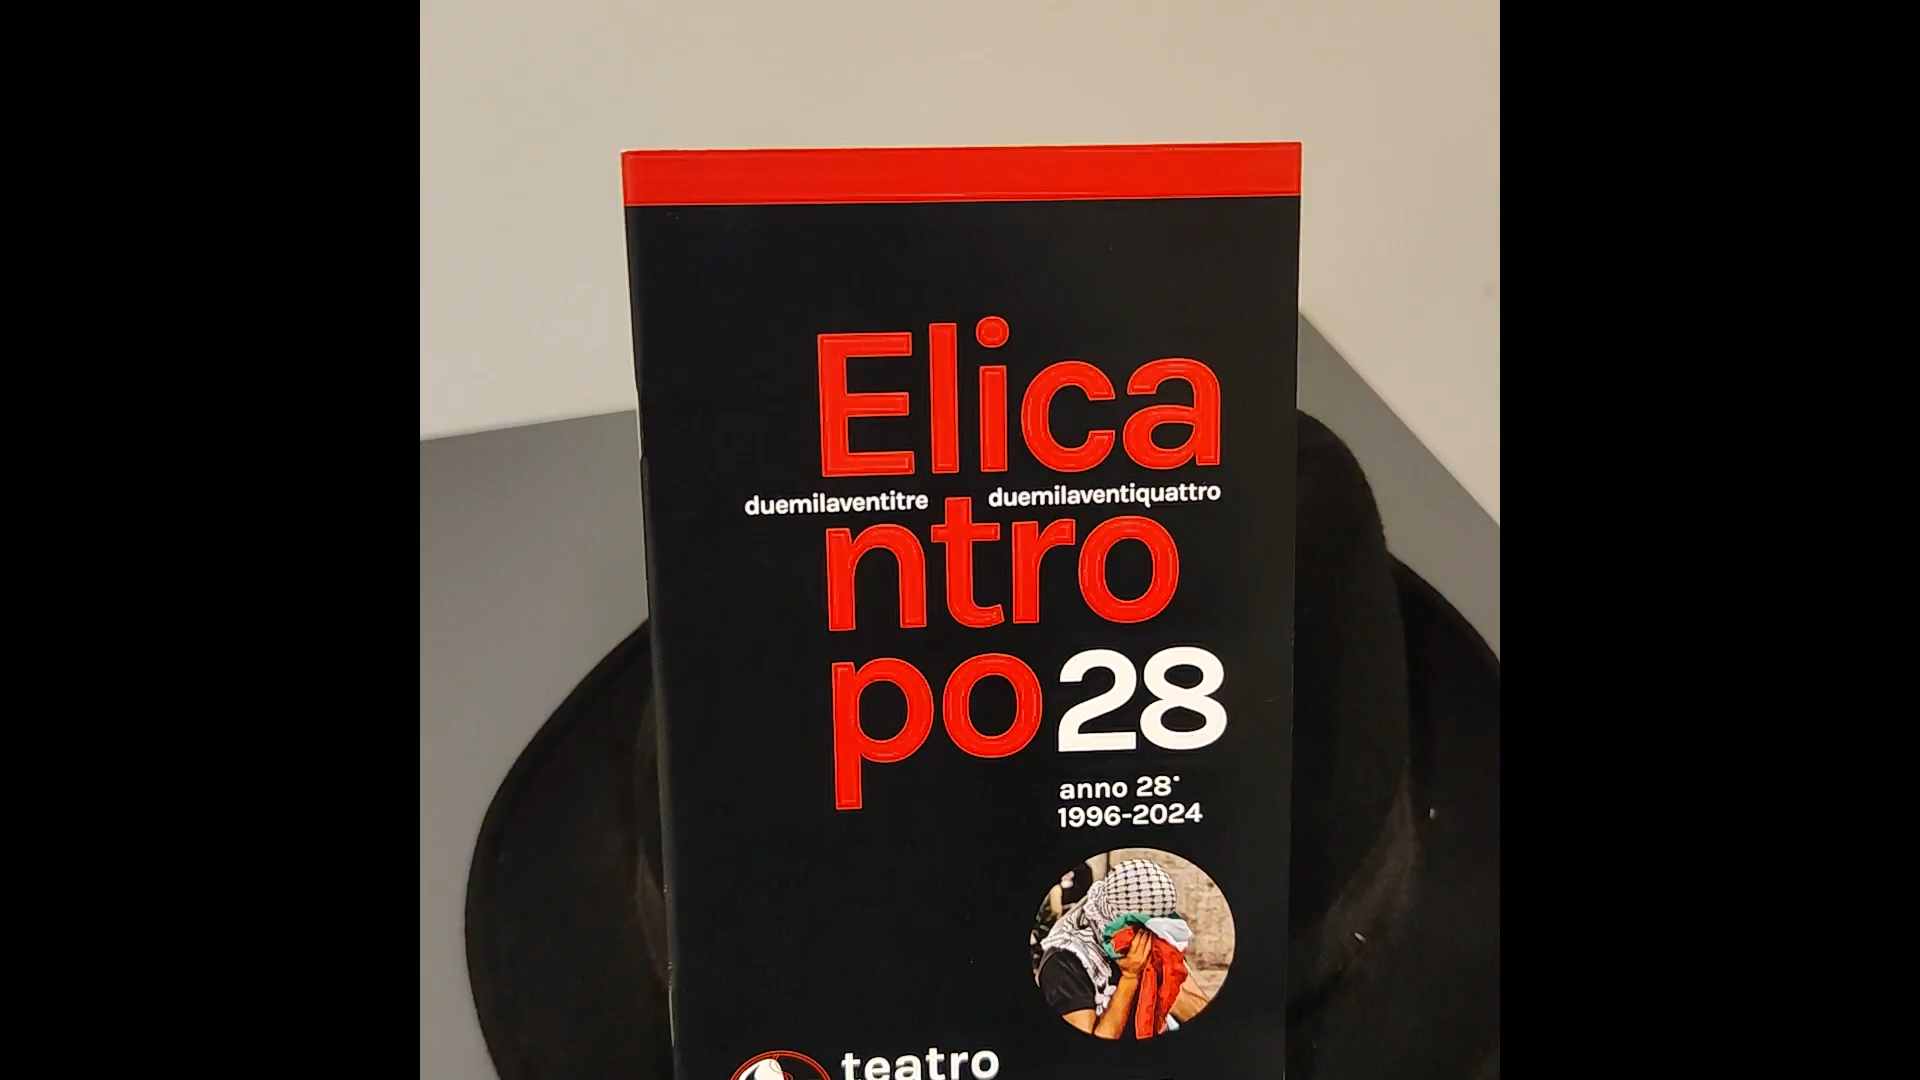 Elica
duemilaventitre duemilaventiquattro
ntro
po28
anno 28°
1996-2024
teatro